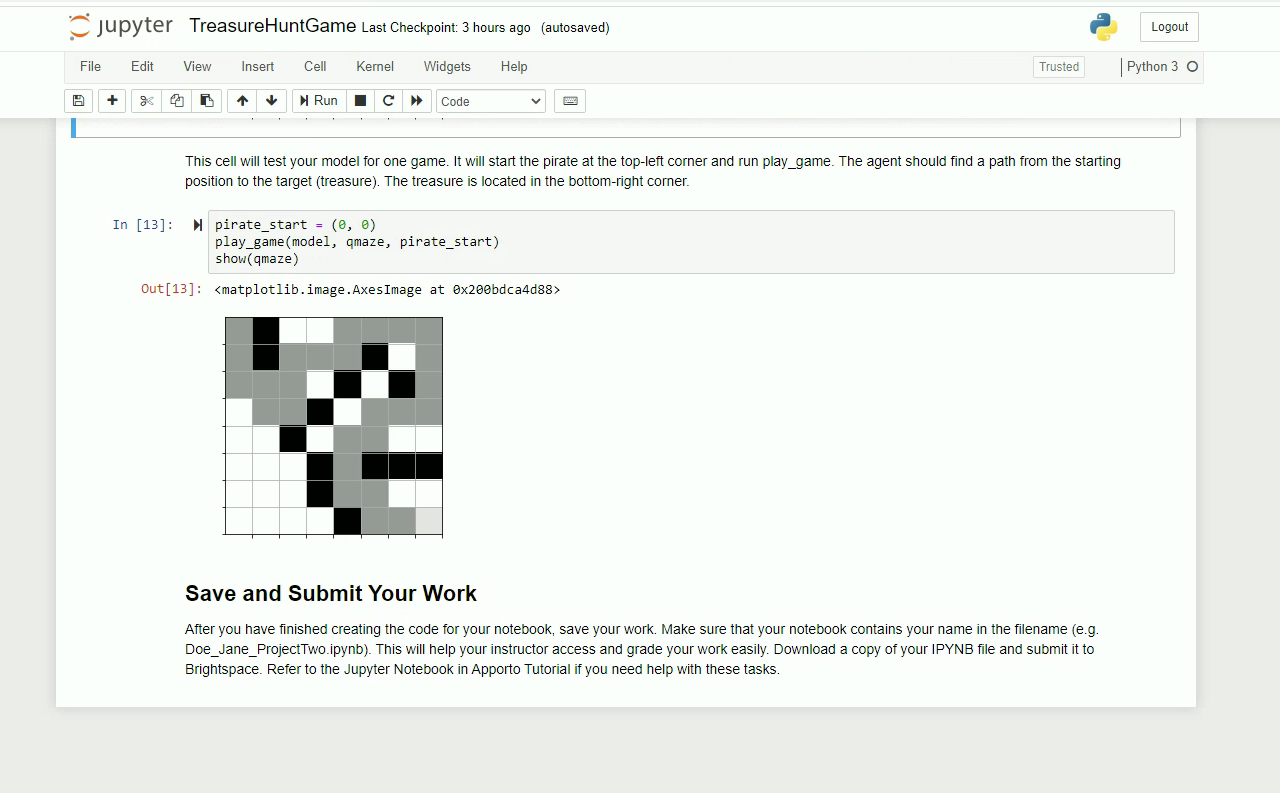 jupyter TreasureHuntGame Last Checkpoint: 3 hours ago (autosaved) Logout
File Edit View Insert Cell Kernel Widgets Help Trusted Python 3
Run Code
This cell will test your model for one game. It will start the pirate at the top-left corner and run play_game. The agent should find a path from the starting
position to the target (treasure). The treasure is located in the bottom-right corner.
In [13]: pirate_start = (0, 0)
play_game(model, qmaze, pirate_start)
show(qmaze)
Out[13]: <matplotlib.image.AxesImage at 0x200bdca4d88>
Save and Submit Your Work
After you have finished creating the code for your notebook, save your work. Make sure that your notebook contains your name in the filename (e.g.
Doe_Jane_ProjectTwo.ipynb). This will help your instructor access and grade your work easily. Download a copy of your IPYNB file and submit it to
Brightspace. Refer to the Jupyter Notebook in Apporto Tutorial if you need help with these tasks.